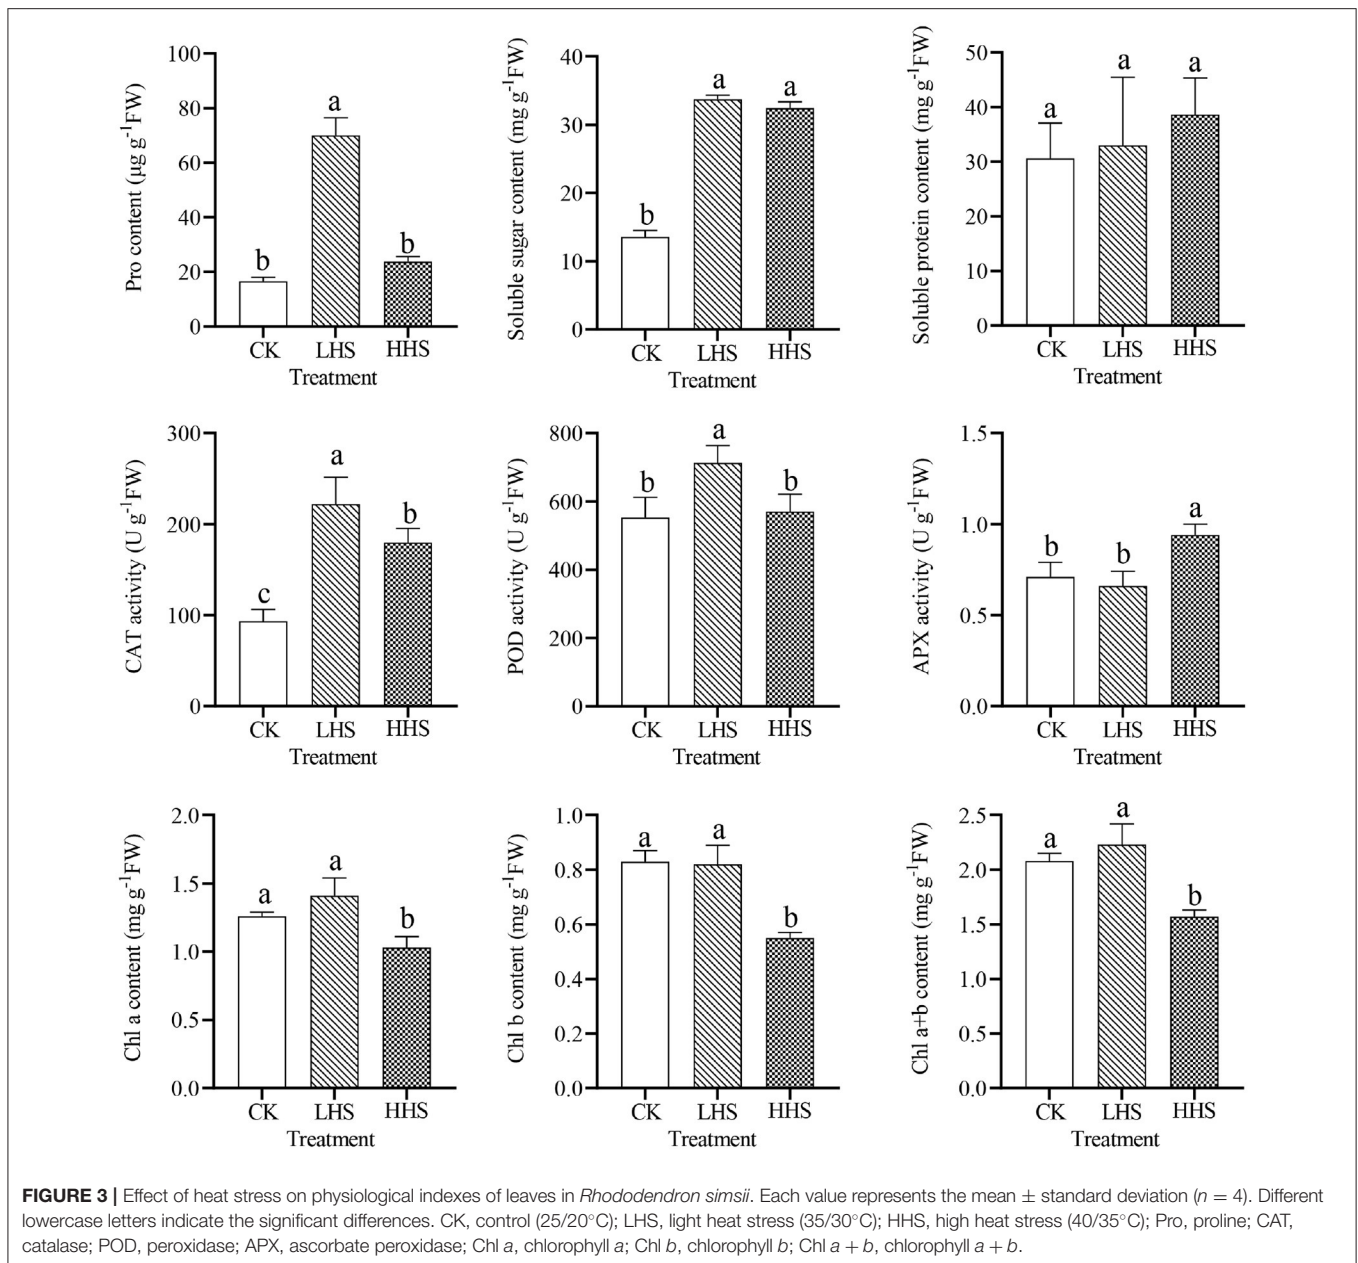 100
80
60
40
20
0
Pro content (µg g⁻¹FW)
b
a
b
CK
LHS
HHS
Treatment
40
30
20
10
0
Soluble sugar content (mg g⁻¹FW)
b
a
a
CK
LHS
HHS
Treatment
50
40
30
20
10
0
Soluble protein content (mg g⁻¹FW)
a
a
a
CK
LHS
HHS
Treatment
300
200
100
0
CAT activity (U g⁻¹FW)
c
a
b
CK
LHS
HHS
Treatment
800
600
400
200
0
POD activity (U g⁻¹FW)
b
a
b
CK
LHS
HHS
Treatment
1.5
1.0
0.5
0.0
APX activity (U g⁻¹FW)
b
b
a
CK
LHS
HHS
Treatment
2.0
1.5
1.0
0.5
0.0
Chl a content (mg g⁻¹FW)
a
a
b
CK
LHS
HHS
Treatment
1.0
0.8
0.6
0.4
0.2
0.0
Chl b content (mg g⁻¹FW)
a
a
b
CK
LHS
HHS
Treatment
2.5
2.0
1.5
1.0
0.5
0.0
Chl a+b content (mg g⁻¹FW)
a
a
b
CK
LHS
HHS
Treatment
FIGURE 3 | Effect of heat stress on physiological indexes of leaves in Rhododendron simsii. Each value represents the mean ± standard deviation (n = 4). Different
lowercase letters indicate the significant differences. CK, control (25/20°C); LHS, light heat stress (35/30°C); HHS, high heat stress (40/35°C); Pro, proline; CAT,
catalase; POD, peroxidase; APX, ascorbate peroxidase; Chl a, chlorophyll a; Chl b, chlorophyll b; Chl a + b, chlorophyll a + b.